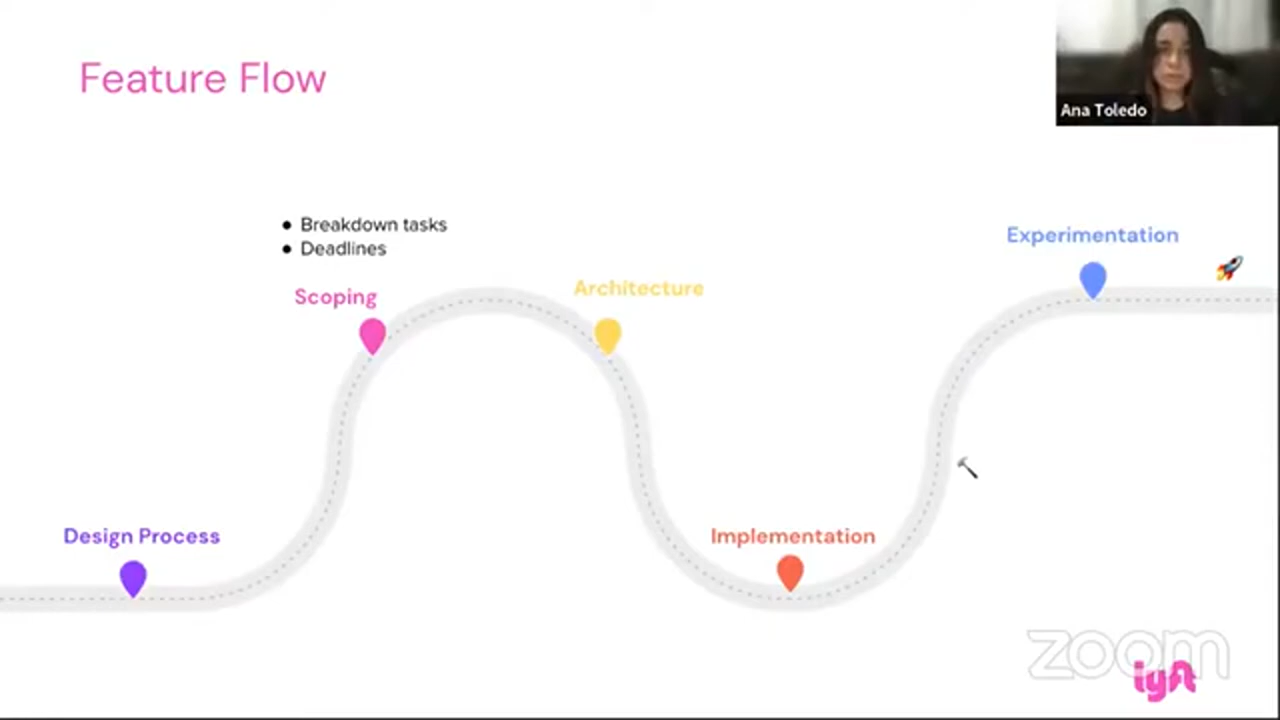 Feature Flow
Ana Toledo
● Breakdown tasks
● Deadlines
Scoping
Architecture
Experimentation
Design Process
Implementation
zoom
lyft